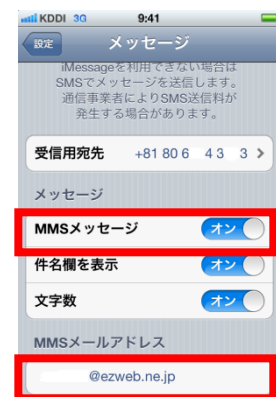 KDDI 3G 9:41
設定 メッセージ
iMessageを利用できない場合は
SMSでメッセージを送信します。
通信事業者によりSMS送信料が
発生する場合があります。
受信用宛先 +81 80 6 4 3 3
メッセージ
MMSメッセージ オン
件名欄を表示 オン
文字数 オン
MMSメールアドレス
@ezweb.ne.jp